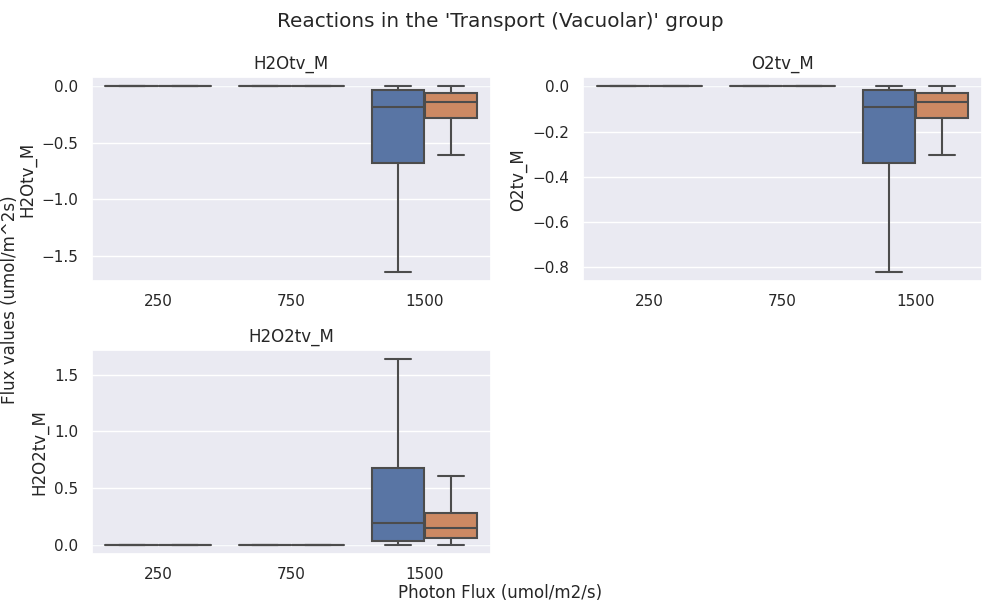 Reactions in the 'Transport (Vacuolar)' group
H2Otv_M
0.0
−0.5
−1.0
−1.5
H2Otv_M
250
750
1500
O2tv_M
0.0
−0.2
−0.4
−0.6
−0.8
O2tv_M
250
750
1500
Flux values (umol/m^2s)
H2O2tv_M
1.5
1.0
0.5
0.0
H2O2tv_M
250
750
1500
Photon Flux (umol/m2/s)